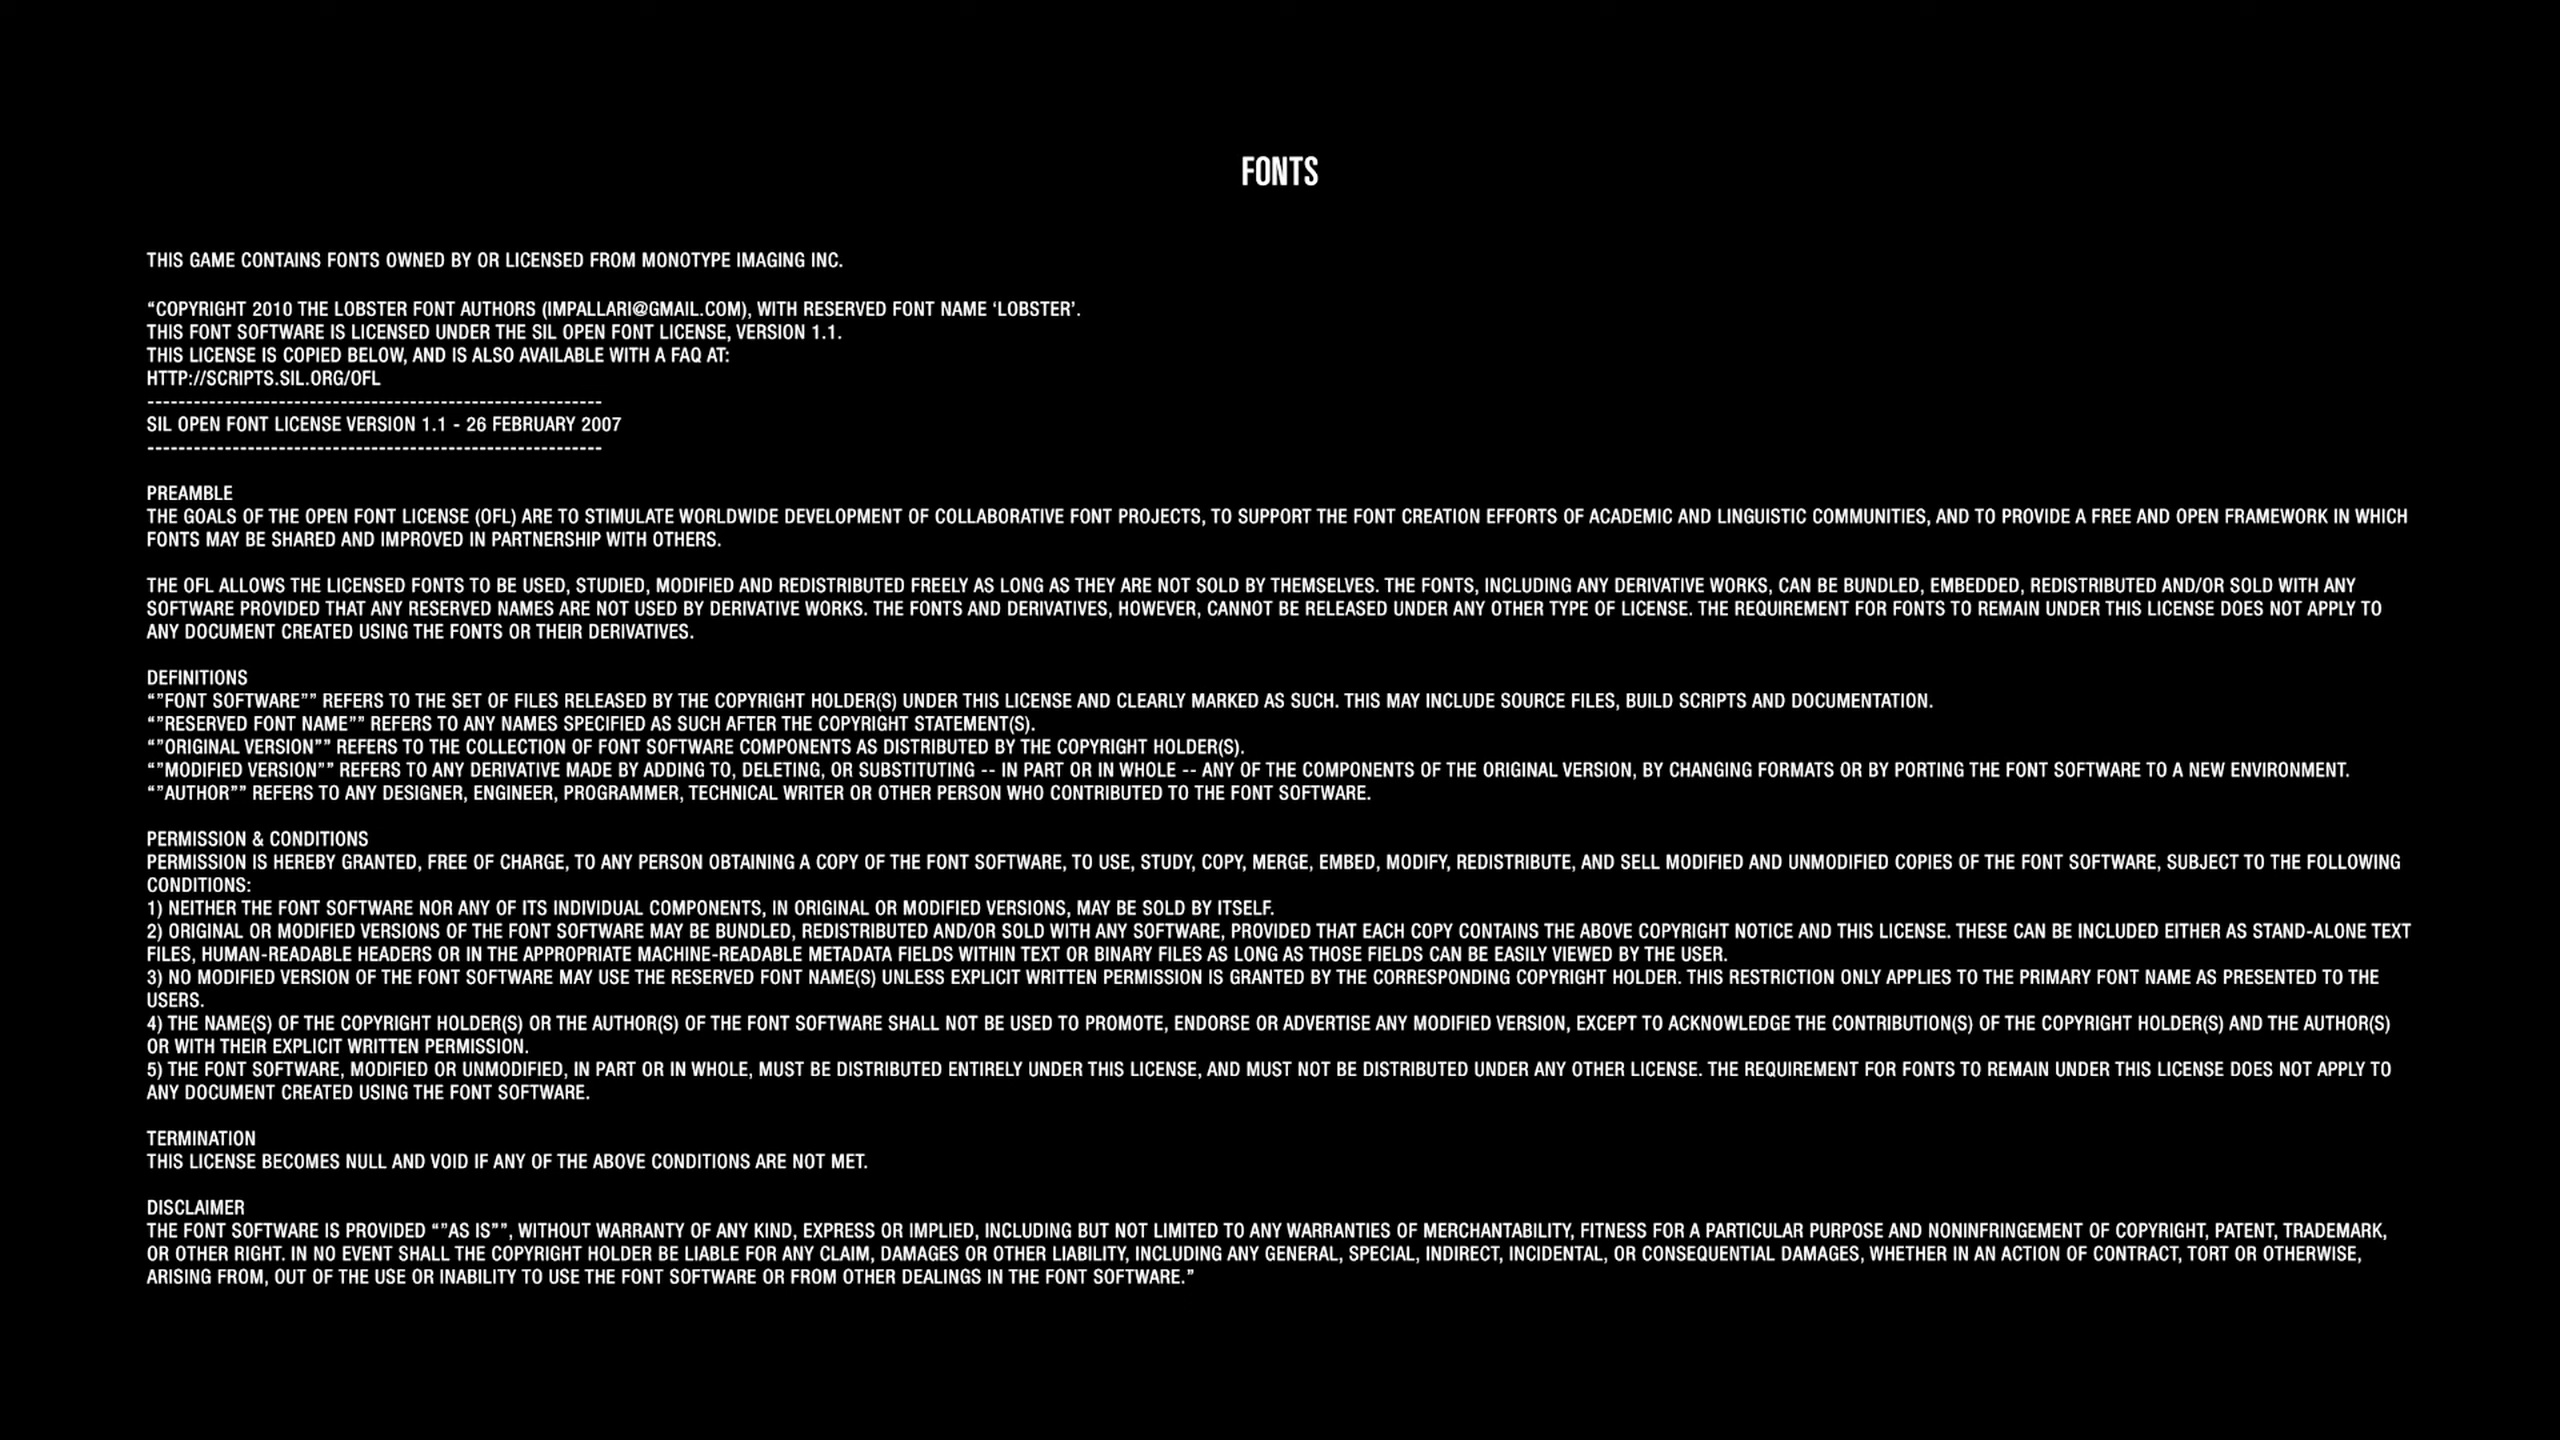 FONTS
THIS GAME CONTAINS FONTS OWNED BY OR LICENSED FROM MONOTYPE IMAGING INC.
“COPYRIGHT 2010 THE LOBSTER FONT AUTHORS (IMPALLARI@GMAIL.COM), WITH RESERVED FONT NAME ‘LOBSTER’.
THIS FONT SOFTWARE IS LICENSED UNDER THE SIL OPEN FONT LICENSE, VERSION 1.1.
THIS LICENSE IS COPIED BELOW, AND IS ALSO AVAILABLE WITH A FAQ AT:
HTTP://SCRIPTS.SIL.ORG/OFL
-----------------------------------------------------------
SIL OPEN FONT LICENSE VERSION 1.1 - 26 FEBRUARY 2007
-----------------------------------------------------------
PREAMBLE
THE GOALS OF THE OPEN FONT LICENSE (OFL) ARE TO STIMULATE WORLDWIDE DEVELOPMENT OF COLLABORATIVE FONT PROJECTS, TO SUPPORT THE FONT CREATION EFFORTS OF ACADEMIC AND LINGUISTIC COMMUNITIES, AND TO PROVIDE A FREE AND OPEN FRAMEWORK IN WHICH
FONTS MAY BE SHARED AND IMPROVED IN PARTNERSHIP WITH OTHERS.
THE OFL ALLOWS THE LICENSED FONTS TO BE USED, STUDIED, MODIFIED AND REDISTRIBUTED FREELY AS LONG AS THEY ARE NOT SOLD BY THEMSELVES. THE FONTS, INCLUDING ANY DERIVATIVE WORKS, CAN BE BUNDLED, EMBEDDED, REDISTRIBUTED AND/OR SOLD WITH ANY
SOFTWARE PROVIDED THAT ANY RESERVED NAMES ARE NOT USED BY DERIVATIVE WORKS. THE FONTS AND DERIVATIVES, HOWEVER, CANNOT BE RELEASED UNDER ANY OTHER TYPE OF LICENSE. THE REQUIREMENT FOR FONTS TO REMAIN UNDER THIS LICENSE DOES NOT APPLY TO
ANY DOCUMENT CREATED USING THE FONTS OR THEIR DERIVATIVES.
DEFINITIONS
“”FONT SOFTWARE”” REFERS TO THE SET OF FILES RELEASED BY THE COPYRIGHT HOLDER(S) UNDER THIS LICENSE AND CLEARLY MARKED AS SUCH. THIS MAY INCLUDE SOURCE FILES, BUILD SCRIPTS AND DOCUMENTATION.
“”RESERVED FONT NAME”” REFERS TO ANY NAMES SPECIFIED AS SUCH AFTER THE COPYRIGHT STATEMENT(S).
“”ORIGINAL VERSION”” REFERS TO THE COLLECTION OF FONT SOFTWARE COMPONENTS AS DISTRIBUTED BY THE COPYRIGHT HOLDER(S).
“”MODIFIED VERSION”” REFERS TO ANY DERIVATIVE MADE BY ADDING TO, DELETING, OR SUBSTITUTING -- IN PART OR IN WHOLE -- ANY OF THE COMPONENTS OF THE ORIGINAL VERSION, BY CHANGING FORMATS OR BY PORTING THE FONT SOFTWARE TO A NEW ENVIRONMENT.
“”AUTHOR”” REFERS TO ANY DESIGNER, ENGINEER, PROGRAMMER, TECHNICAL WRITER OR OTHER PERSON WHO CONTRIBUTED TO THE FONT SOFTWARE.
PERMISSION & CONDITIONS
PERMISSION IS HEREBY GRANTED, FREE OF CHARGE, TO ANY PERSON OBTAINING A COPY OF THE FONT SOFTWARE, TO USE, STUDY, COPY, MERGE, EMBED, MODIFY, REDISTRIBUTE, AND SELL MODIFIED AND UNMODIFIED COPIES OF THE FONT SOFTWARE, SUBJECT TO THE FOLLOWING
CONDITIONS:
1) NEITHER THE FONT SOFTWARE NOR ANY OF ITS INDIVIDUAL COMPONENTS, IN ORIGINAL OR MODIFIED VERSIONS, MAY BE SOLD BY ITSELF.
2) ORIGINAL OR MODIFIED VERSIONS OF THE FONT SOFTWARE MAY BE BUNDLED, REDISTRIBUTED AND/OR SOLD WITH ANY SOFTWARE, PROVIDED THAT EACH COPY CONTAINS THE ABOVE COPYRIGHT NOTICE AND THIS LICENSE. THESE CAN BE INCLUDED EITHER AS STAND-ALONE TEXT
FILES, HUMAN-READABLE HEADERS OR IN THE APPROPRIATE MACHINE-READABLE METADATA FIELDS WITHIN TEXT OR BINARY FILES AS LONG AS THOSE FIELDS CAN BE EASILY VIEWED BY THE USER.
3) NO MODIFIED VERSION OF THE FONT SOFTWARE MAY USE THE RESERVED FONT NAME(S) UNLESS EXPLICIT WRITTEN PERMISSION IS GRANTED BY THE CORRESPONDING COPYRIGHT HOLDER. THIS RESTRICTION ONLY APPLIES TO THE PRIMARY FONT NAME AS PRESENTED TO THE
USERS.
4) THE NAME(S) OF THE COPYRIGHT HOLDER(S) OR THE AUTHOR(S) OF THE FONT SOFTWARE SHALL NOT BE USED TO PROMOTE, ENDORSE OR ADVERTISE ANY MODIFIED VERSION, EXCEPT TO ACKNOWLEDGE THE CONTRIBUTION(S) OF THE COPYRIGHT HOLDER(S) AND THE AUTHOR(S)
OR WITH THEIR EXPLICIT WRITTEN PERMISSION.
5) THE FONT SOFTWARE, MODIFIED OR UNMODIFIED, IN PART OR IN WHOLE, MUST BE DISTRIBUTED ENTIRELY UNDER THIS LICENSE, AND MUST NOT BE DISTRIBUTED UNDER ANY OTHER LICENSE. THE REQUIREMENT FOR FONTS TO REMAIN UNDER THIS LICENSE DOES NOT APPLY TO
ANY DOCUMENT CREATED USING THE FONT SOFTWARE.
TERMINATION
THIS LICENSE BECOMES NULL AND VOID IF ANY OF THE ABOVE CONDITIONS ARE NOT MET.
DISCLAIMER
THE FONT SOFTWARE IS PROVIDED “”AS IS””, WITHOUT WARRANTY OF ANY KIND, EXPRESS OR IMPLIED, INCLUDING BUT NOT LIMITED TO ANY WARRANTIES OF MERCHANTABILITY, FITNESS FOR A PARTICULAR PURPOSE AND NONINFRINGEMENT OF COPYRIGHT, PATENT, TRADEMARK,
OR OTHER RIGHT. IN NO EVENT SHALL THE COPYRIGHT HOLDER BE LIABLE FOR ANY CLAIM, DAMAGES OR OTHER LIABILITY, INCLUDING ANY GENERAL, SPECIAL, INDIRECT, INCIDENTAL, OR CONSEQUENTIAL DAMAGES, WHETHER IN AN ACTION OF CONTRACT, TORT OR OTHERWISE,
ARISING FROM, OUT OF THE USE OR INABILITY TO USE THE FONT SOFTWARE OR FROM OTHER DEALINGS IN THE FONT SOFTWARE.”